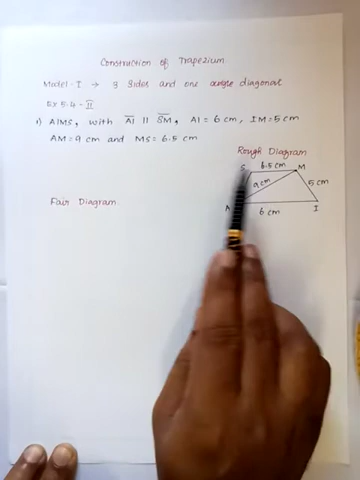 Construction of Trapezium
Model-I → 3 Sides and one diagonal
Ex 5.4 - II
1) AIMS, with AI || SM, AI = 6 cm, IM = 5 cm
AM = 9 cm and MS = 6.5 cm
Rough Diagram
S 6.5 cm M
9 cm 5 cm
A 6 cm I
Fair Diagram